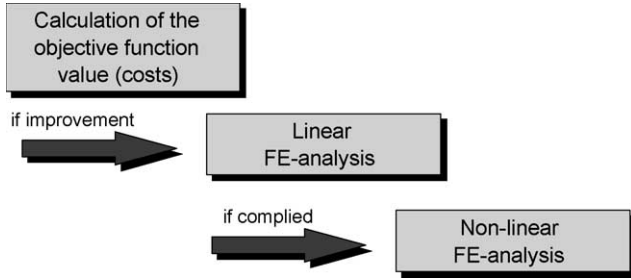 Calculation of the
objective function
value (costs)
if improvement
Linear
FE-analysis
if complied
Non-linear
FE-analysis